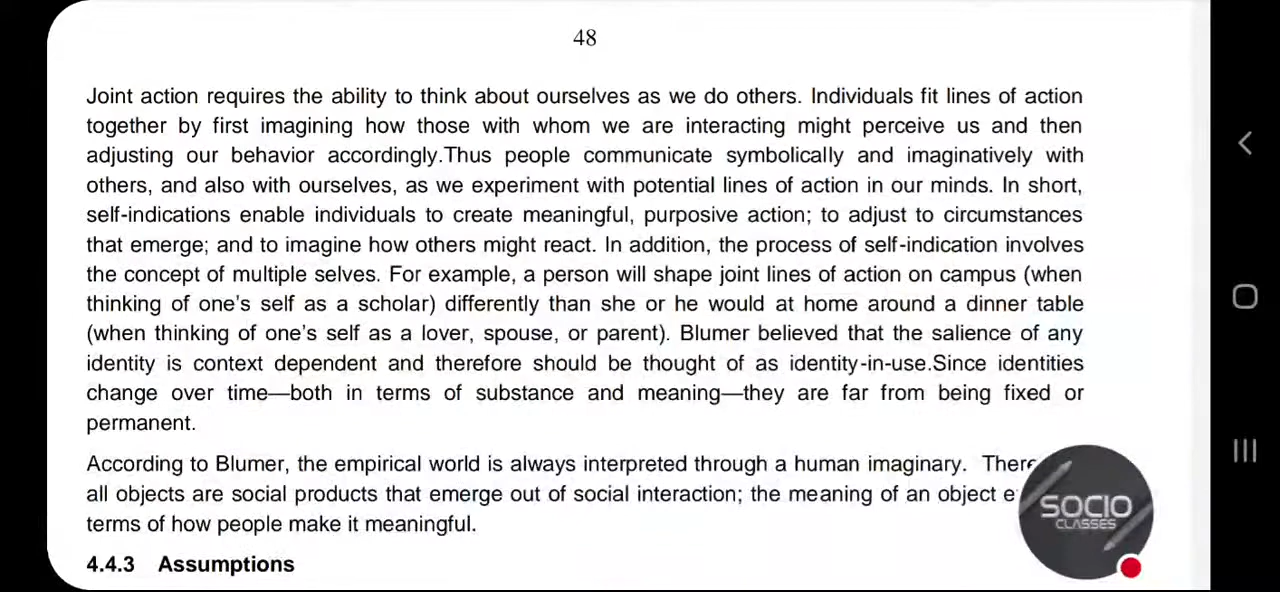 48
Joint action requires the ability to think about ourselves as we do others. Individuals fit lines of action
together by first imagining how those with whom we are interacting might perceive us and then
adjusting our behavior accordingly.Thus people communicate symbolically and imaginatively with
others, and also with ourselves, as we experiment with potential lines of action in our minds. In short,
self-indications enable individuals to create meaningful, purposive action; to adjust to circumstances
that emerge; and to imagine how others might react. In addition, the process of self-indication involves
the concept of multiple selves. For example, a person will shape joint lines of action on campus (when
thinking of one's self as a scholar) differently than she or he would at home around a dinner table
(when thinking of one's self as a lover, spouse, or parent). Blumer believed that the salience of any
identity is context dependent and therefore should be thought of as identity-in-use.Since identities
change over time—both in terms of substance and meaning—they are far from being fixed or
permanent.
According to Blumer, the empirical world is always interpreted through a human imaginary.
all objects are social products that emerge out of social interaction; the meaning of an object
terms of how people make it meaningful.
4.4.3 Assumptions
SOCIO
CLASSES